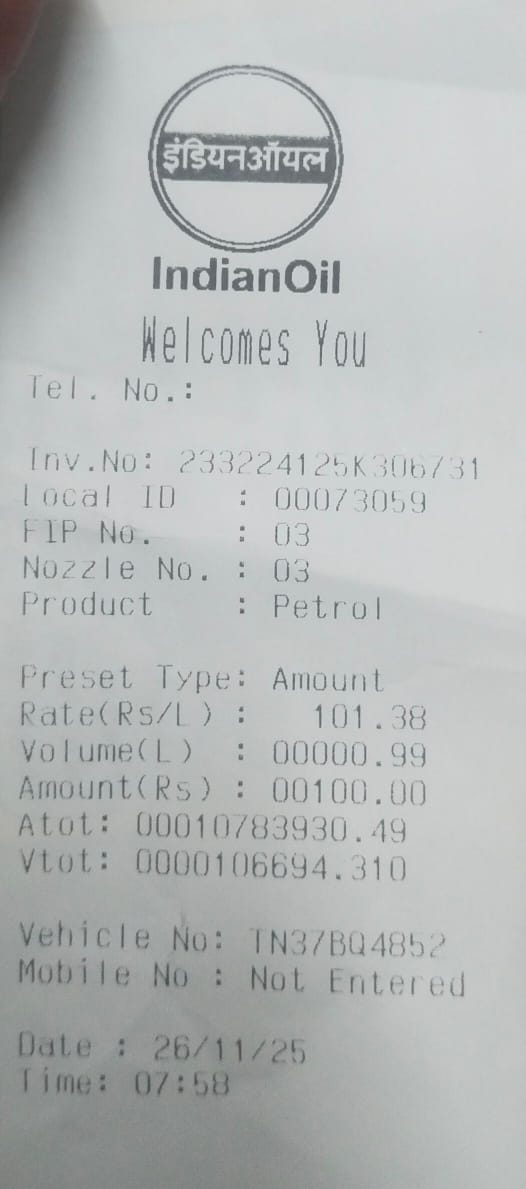 इंडियनऑयल
IndianOil
Welcomes You
Tel. No.:
Inv.No: 233224125K306731
Local ID : 00073059
FIP No. : 03
Nozzle No. : 03
Product : Petrol
Preset Type: Amount
Rate(Rs/L) : 101.38
Volume(L) : 00000.99
Amount(Rs) : 00100.00
Atot: 00010783930.49
Vtot: 0000106694.310
Vehicle No: TN37BQ4852
Mobile No : Not Entered
Date : 26/11/25
Time: 07:58